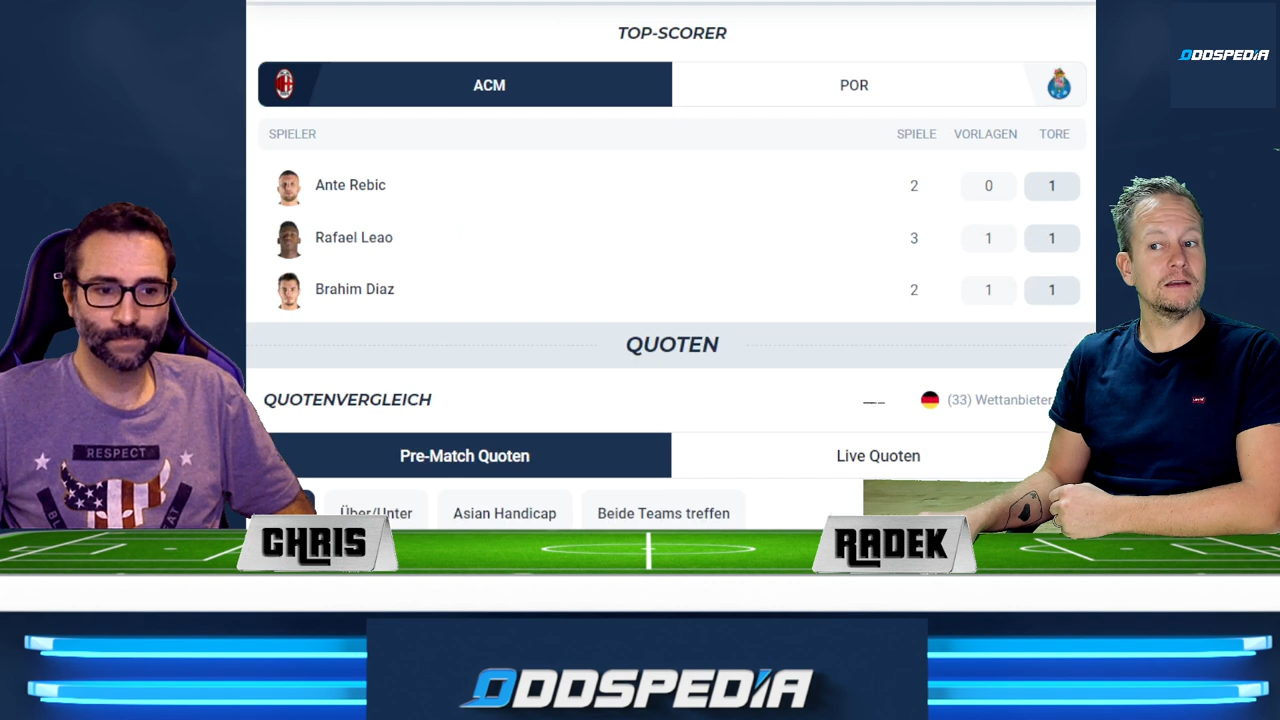 TOP-SCORER
ODDSPEDIA
ACM
POR
SPIELER
SPIELE VORLAGEN TORE
Ante Rebic 2 0 1
Rafael Leao 3 1 1
Brahim Diaz 2 1 1
QUOTEN
QUOTENVERGLEICH
(33) Wettanbieter
Pre-Match Quoten
Live Quoten
RESPECT
Über/Unter
Asian Handicap
Beide Teams treffen
CHRIS
RADEK
ODDSPEDIA